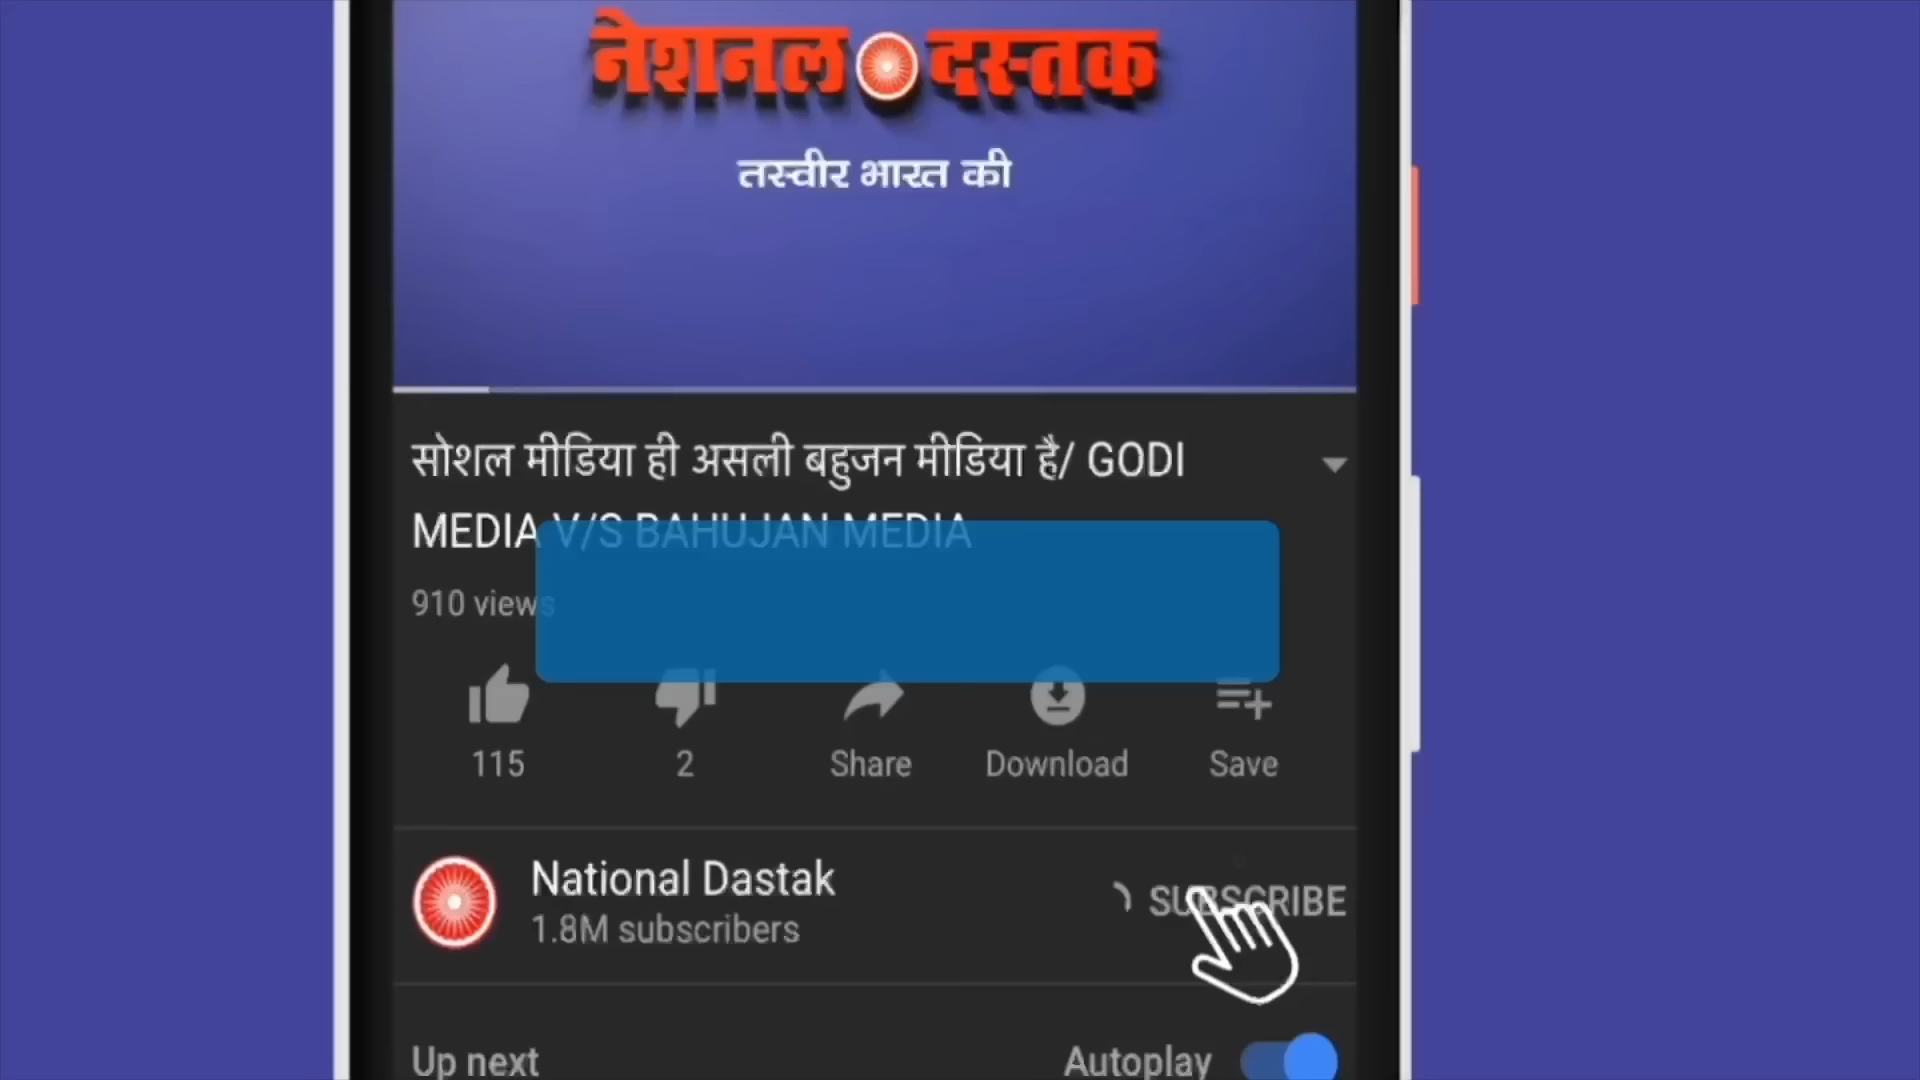 नेशनल दस्तक
तस्वीर भारत की
सोशल मीडिया ही असली बहुजन मीडिया है/ GODI
MEDIA V/S BAHUJAN MEDIA
910 views
115
2
Share
Download
Save
National Dastak
1.8M subscribers
SUBSCRIBE
Up next
Autoplay